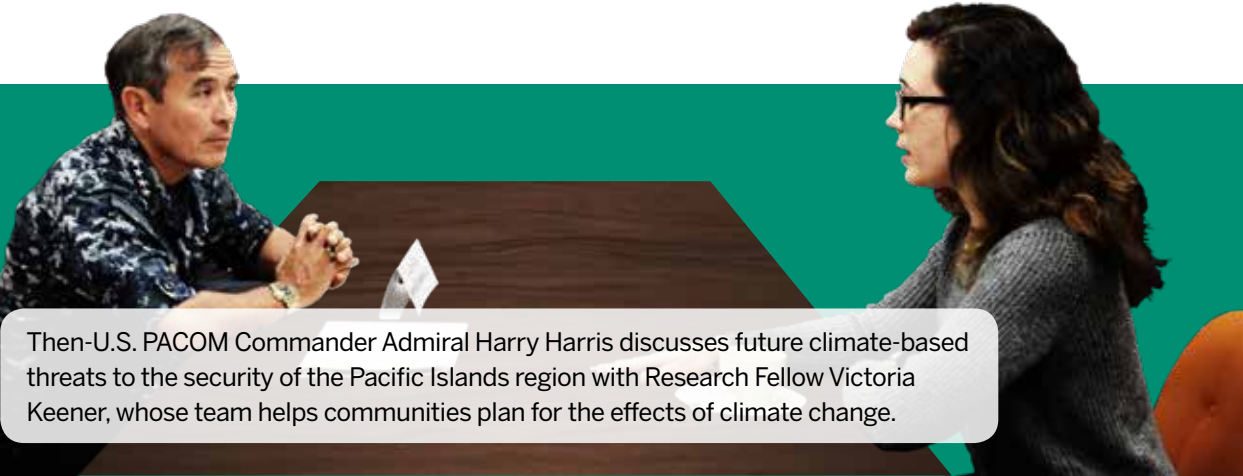 Then-U.S. PACOM Commander Admiral Harry Harris discusses future climate-based
threats to the security of the Pacific Islands region with Research Fellow Victoria
Keener, whose team helps communities plan for the effects of climate change.